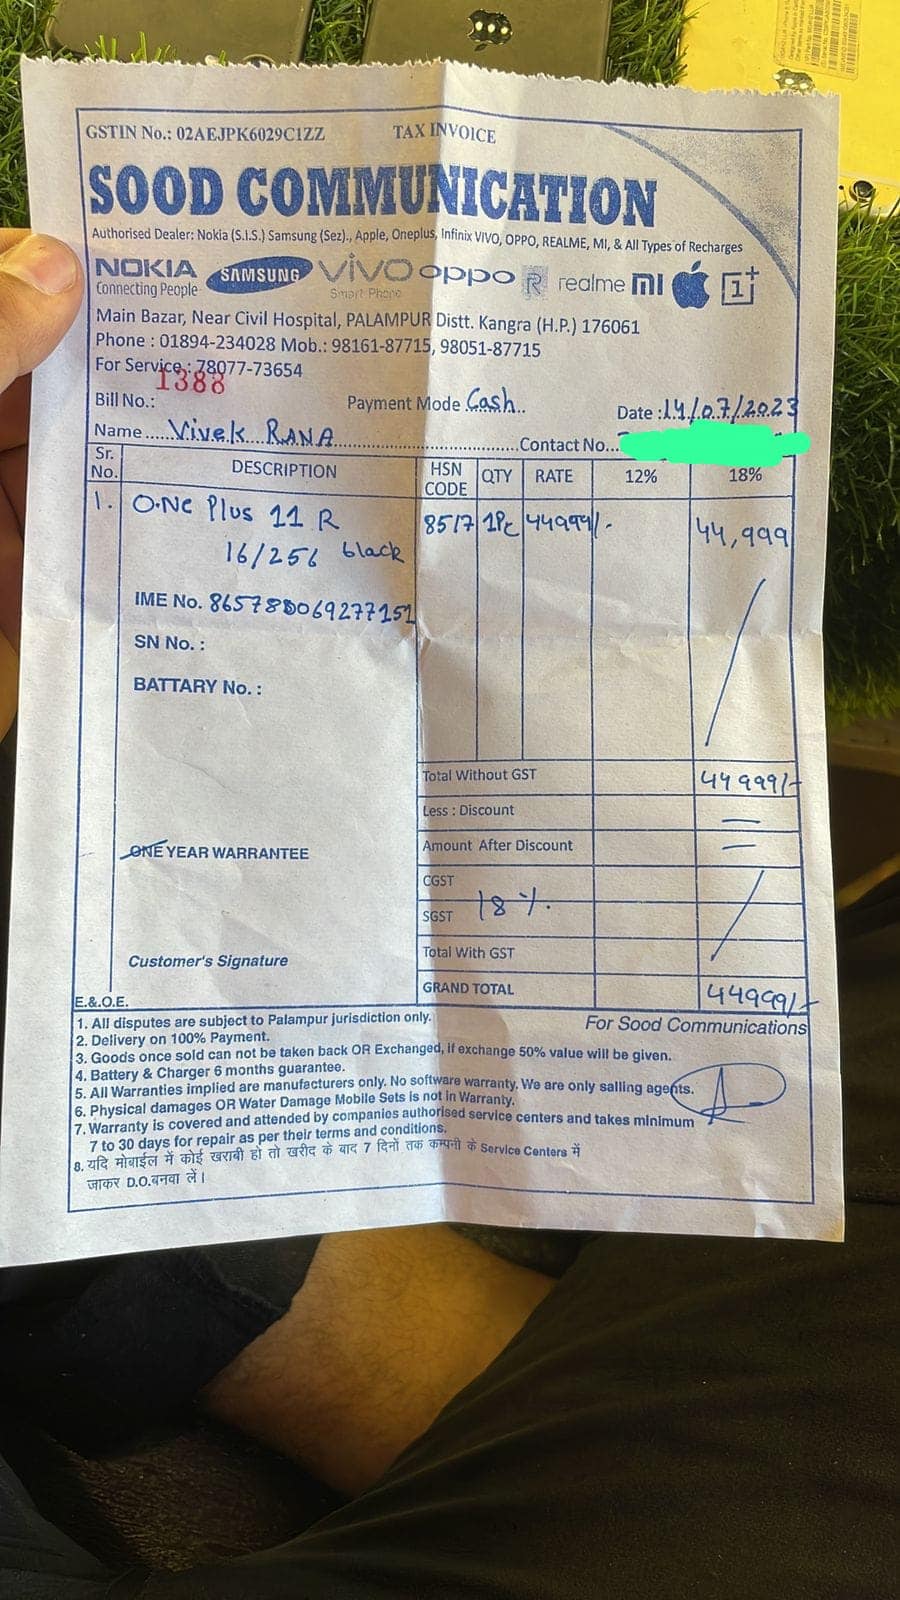 GSTIN No.: 02AEJPK6029C1ZZ TAX INVOICE
SOOD COMMUNICATION
Authorised Dealer: Nokia (S.I.S.) Samsung (Sez)., Apple, Oneplus, Infinix VIVO, OPPO, REALME, MI, & All Types of Recharges
NOKIA SAMSUNG vivo oppo R realme mi 1+
Connecting People Smart Phone
Main Bazar, Near Civil Hospital, PALAMPUR Distt. Kangra (H.P.) 176061
Phone : 01894-234028 Mob.: 98161-87715, 98051-87715
For Service : 78077-73654
Bill No.: 1388 Payment Mode Cash.. Date :14/07/2023
Name......Vivek RANA..........Contact No...
Sr. No. DESCRIPTION HSN CODE QTY RATE 12% 18%
1. ONE Plus 11 R 8517 1Pc 44999/- 44,999
16/256 black
IME No. 865788069277151
SN No. :
BATTARY No. :
Total Without GST 44999/-
Less : Discount =
ONE YEAR WARRANTEE Amount After Discount =
CGST
SGST 18 %.
Customer's Signature Total With GST
GRAND TOTAL 44999/-
E.&.O.E.
1. All disputes are subject to Palampur jurisdiction only. For Sood Communications
2. Delivery on 100% Payment.
3. Goods once sold can not be taken back OR Exchanged, if exchange 50% value will be given.
4. Battery & Charger 6 months guarantee.
5. All Warranties implied are manufacturers only. No software warranty. We are only salling agents.
6. Physical damages OR Water Damage Mobile Sets is not in Warranty.
7. Warranty is covered and attended by companies authorised service centers and takes minimum
7 to 30 days for repair as per their terms and conditions.
8. यदि मोबाईल में कोई खराबी हो तो खरीद के बाद 7 दिनों तक कम्पनी के Service Centers में
जाकर D.O.बनवा लें।